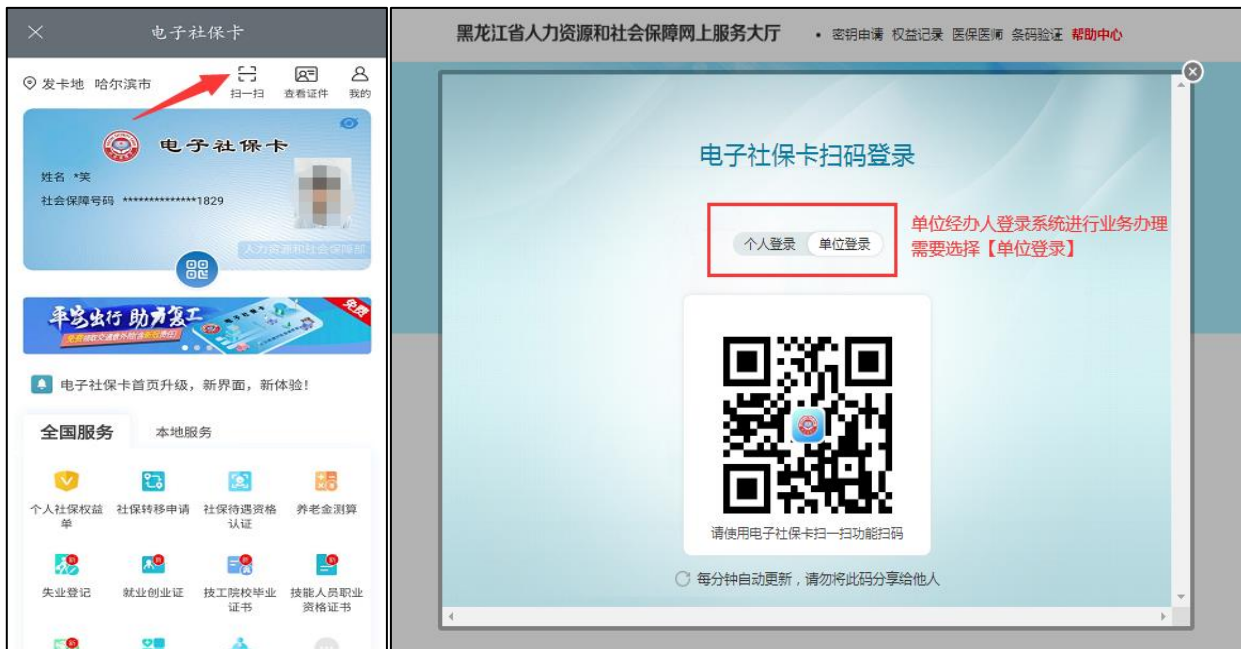 电子社保卡
发卡地 哈尔滨市
扫一扫 查看证件 我的
电子社保卡
姓名 *笑
社会保障号码 **************1829
人力资源和社会保障部
平安出行 助力复工
免费
电子社保卡首页升级，新界面，新体验！
全国服务 本地服务
个人社保权益单 社保转移申请 社保待遇资格认证 养老金测算
新 新 新 新
失业登记 就业创业证 技工院校毕业证书 技能人员职业资格证书
新
黑龙江省人力资源和社会保障网上服务大厅 • 密钥申请 权益记录 医保医师 条码验证 帮助中心
电子社保卡扫码登录
个人登录 单位登录
单位经办人登录系统进行业务办理
需要选择【单位登录】
请使用电子社保卡扫一扫功能扫码
每分钟自动更新，请勿将此码分享给他人